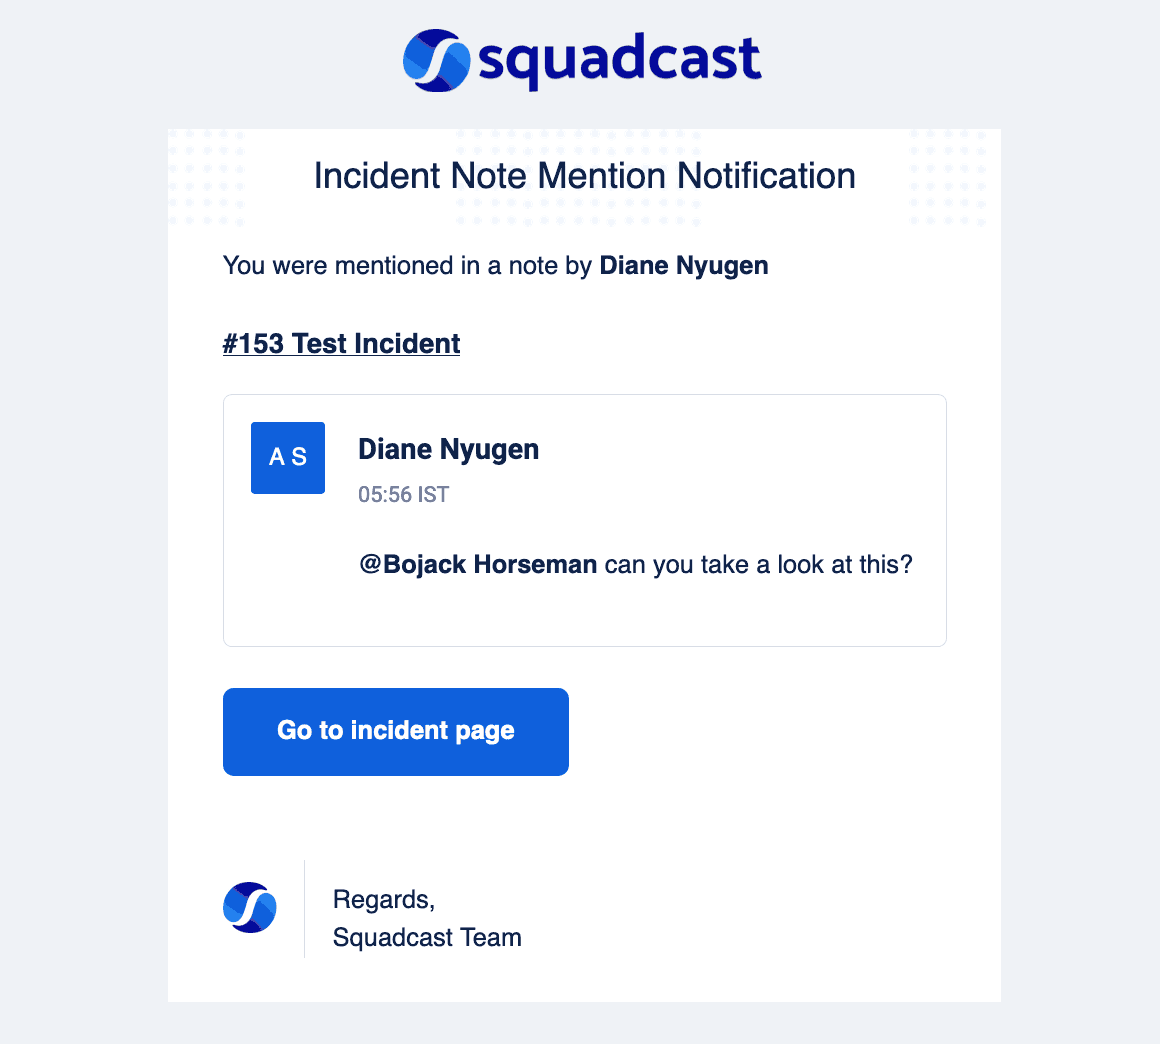 squadcast
Incident Note Mention Notification
You were mentioned in a note by Diane Nyugen
#153 Test Incident
A S
Diane Nyugen
05:56 IST
@Bojack Horseman can you take a look at this?
Go to incident page
Regards,
Squadcast Team